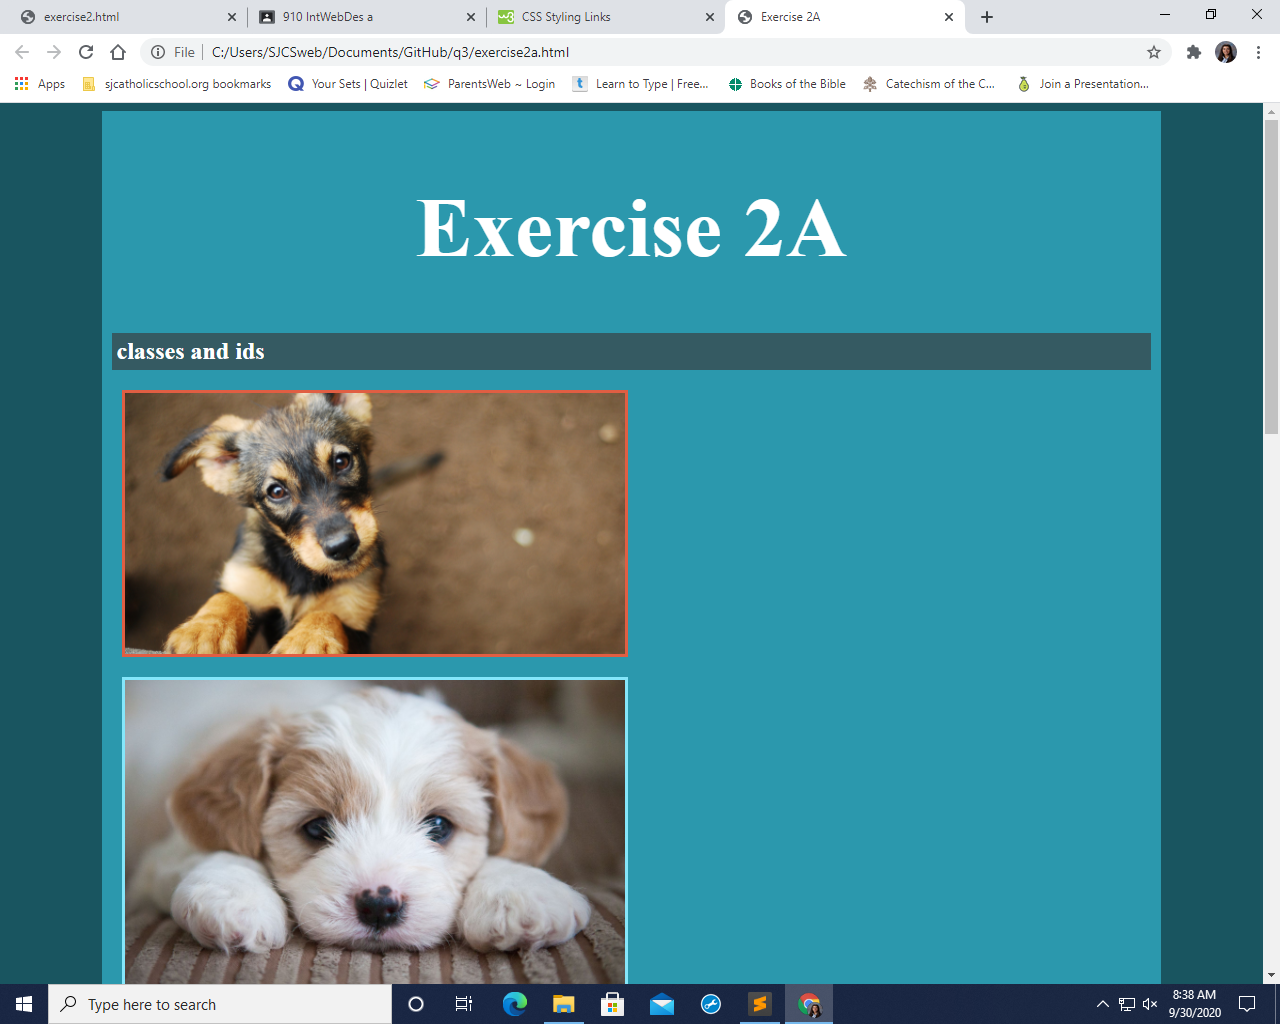 exercise2.html
910 IntWebDes a
CSS Styling Links
Exercise 2A
File
C:/Users/SJCSweb/Documents/GitHub/q3/exercise2a.html
Apps
sjcatholicschool.org bookmarks
Your Sets | Quizlet
ParentsWeb ~ Login
Learn to Type | Free...
Books of the Bible
Catechism of the C...
Join a Presentation...
Exercise 2A
classes and ids
Type here to search
8:38 AM
9/30/2020